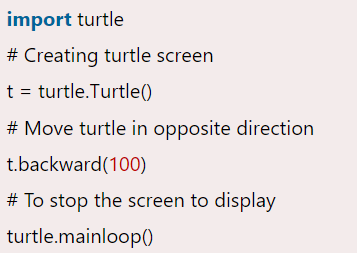 import turtle
# Creating turtle screen
t = turtle.Turtle()
# Move turtle in opposite direction
t.backward(100)
# To stop the screen to display
turtle.mainloop()